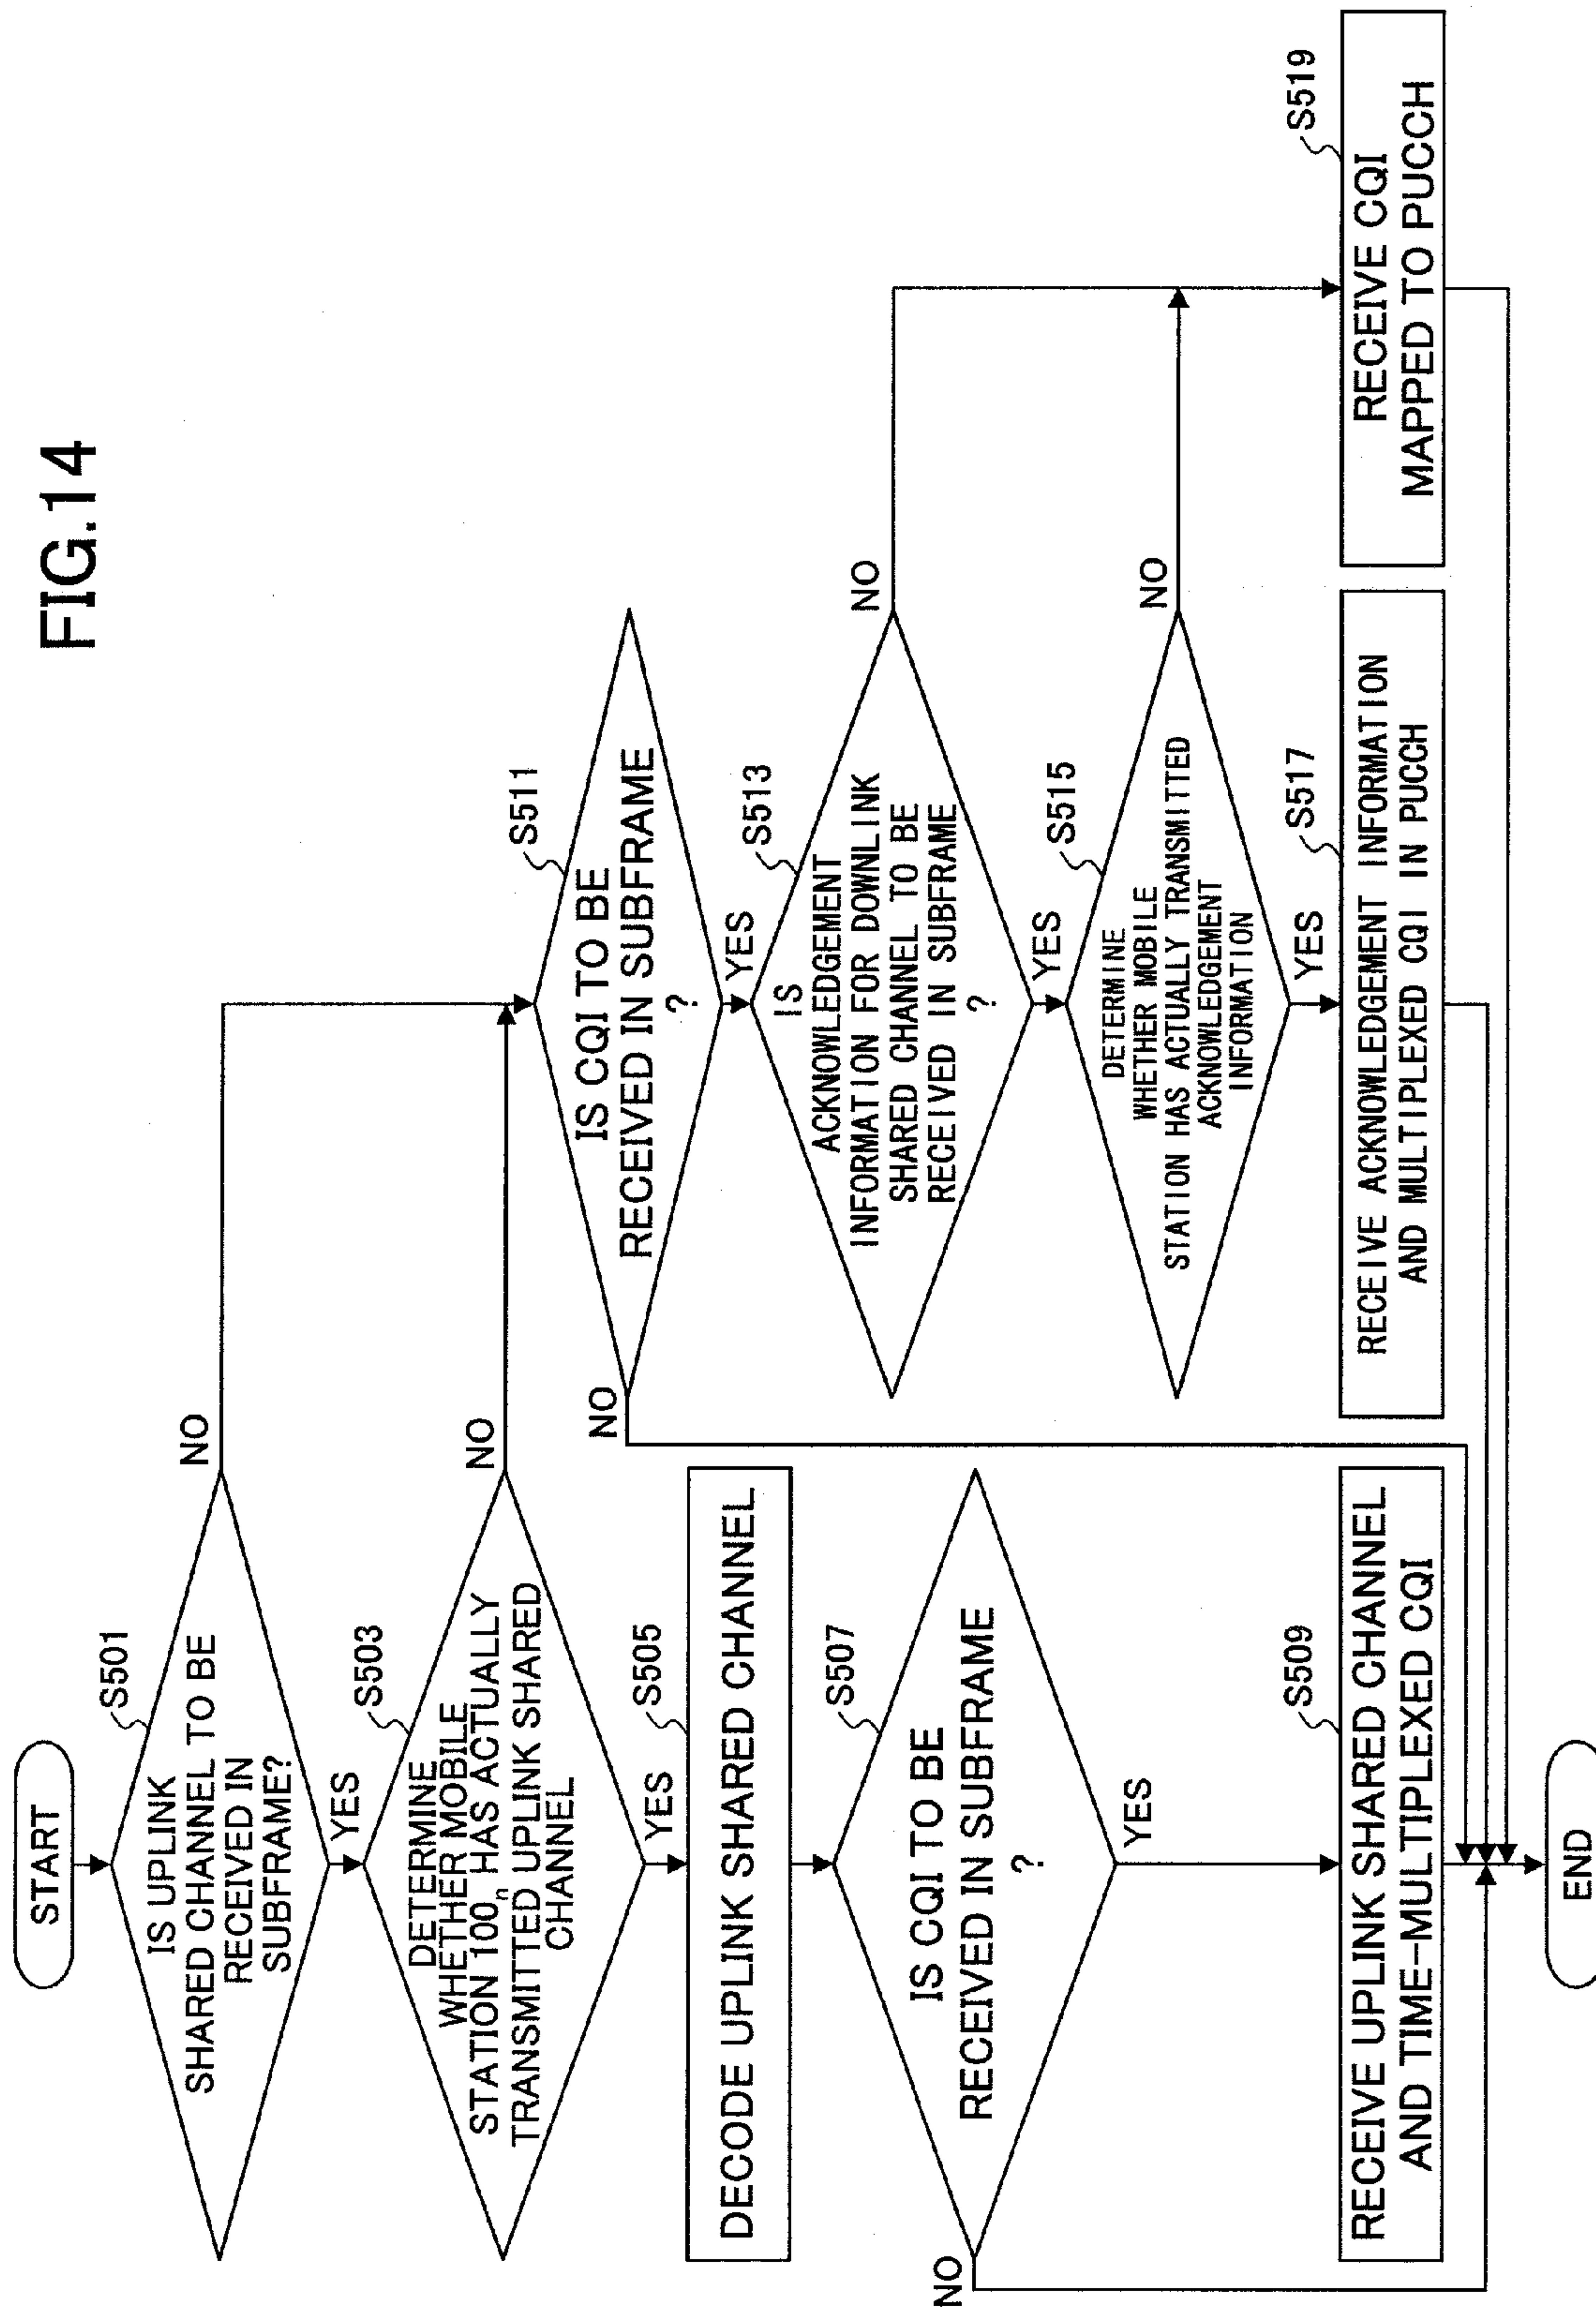 FIG.14
START
S501
IS UPLINK
SHARED CHANNEL TO BE
RECEIVED IN
SUBFRAME?
NO
YES
S503
DETERMINE
WHETHER MOBILE
STATION 100n HAS ACTUALLY
TRANSMITTED UPLINK SHARED
CHANNEL
NO
YES
S505
DECODE UPLINK SHARED CHANNEL
S507
IS CQI TO BE
RECEIVED IN SUBFRAME
?
NO
YES
S509
RECEIVE UPLINK SHARED CHANNEL
AND TIME-MULTIPLEXED CQI
S511
IS CQI TO BE
RECEIVED IN SUBFRAME
?
NO
YES
S513
IS
ACKNOWLEDGEMENT
INFORMATION FOR DOWNLINK
SHARED CHANNEL TO BE
RECEIVED IN SUBFRAME
?
NO
YES
S515
DETERMINE
WHETHER MOBILE
STATION HAS ACTUALLY TRANSMITTED
ACKNOWLEDGEMENT
INFORMATION
NO
YES
S517
RECEIVE ACKNOWLEDGEMENT INFORMATION
AND MULTIPLEXED CQI IN PUCCH
S519
RECEIVE CQI
MAPPED TO PUCCH
END